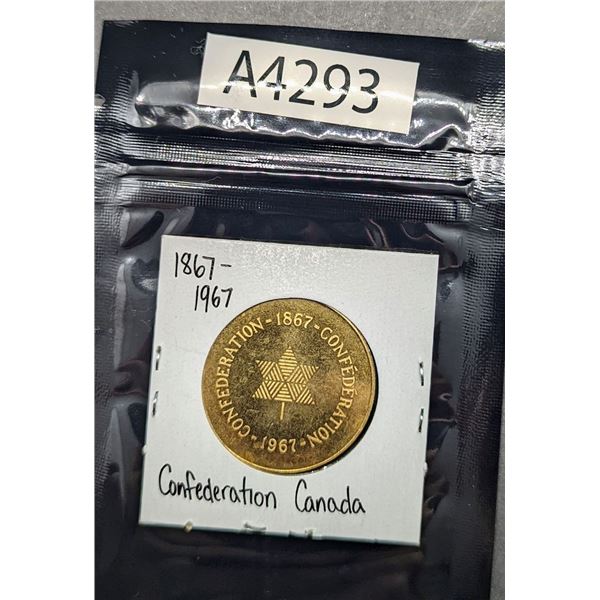 A4293
1867-
1967
CONFEDERATION - 1867 - CONFÉDÉRATION - 1967 -
Confederation Canada